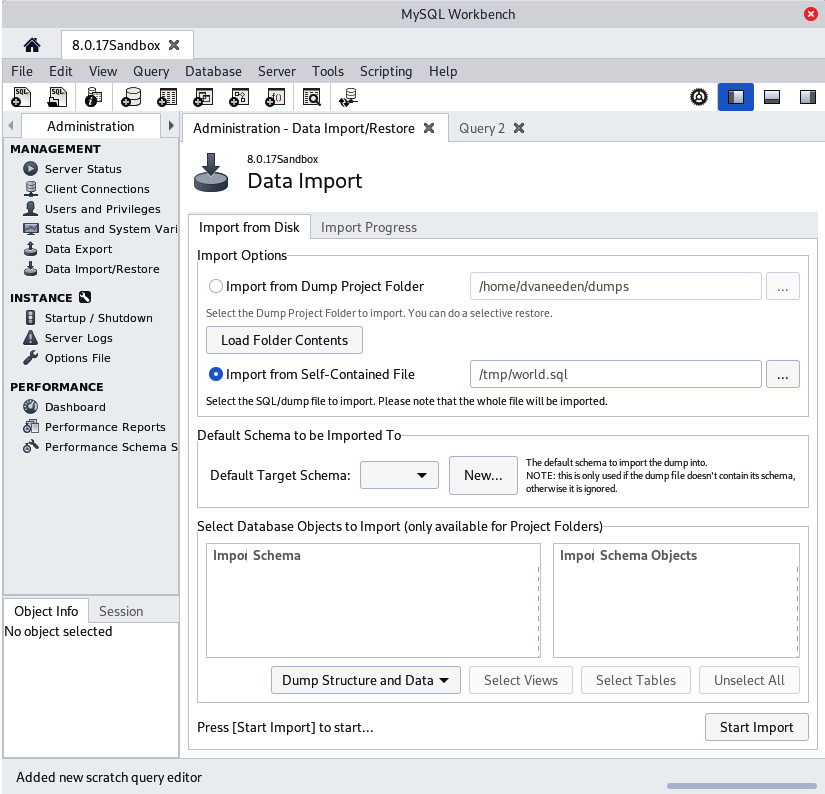 MySQL Workbench
8.0.17Sandbox
File Edit View Query Database Server Tools Scripting Help
Administration
Administration - Data Import/Restore
Query 2
MANAGEMENT
Server Status
Client Connections
Users and Privileges
Status and System Vari
Data Export
Data Import/Restore
INSTANCE
Startup / Shutdown
Server Logs
Options File
PERFORMANCE
Dashboard
Performance Reports
Performance Schema S
Object Info
Session
No object selected
8.0.17Sandbox
Data Import
Import from Disk
Import Progress
Import Options
Import from Dump Project Folder
/home/dvaneeden/dumps
...
Select the Dump Project Folder to import. You can do a selective restore.
Load Folder Contents
Import from Self-Contained File
/tmp/world.sql
...
Select the SQL/dump file to import. Please note that the whole file will be imported.
Default Schema to be Imported To
Default Target Schema:
New...
The default schema to import the dump into.
NOTE: this is only used if the dump file doesn't contain its schema,
otherwise it is ignored.
Select Database Objects to Import (only available for Project Folders)
Impor Schema
Impor Schema Objects
Dump Structure and Data
Select Views
Select Tables
Unselect All
Press [Start Import] to start...
Start Import
Added new scratch query editor